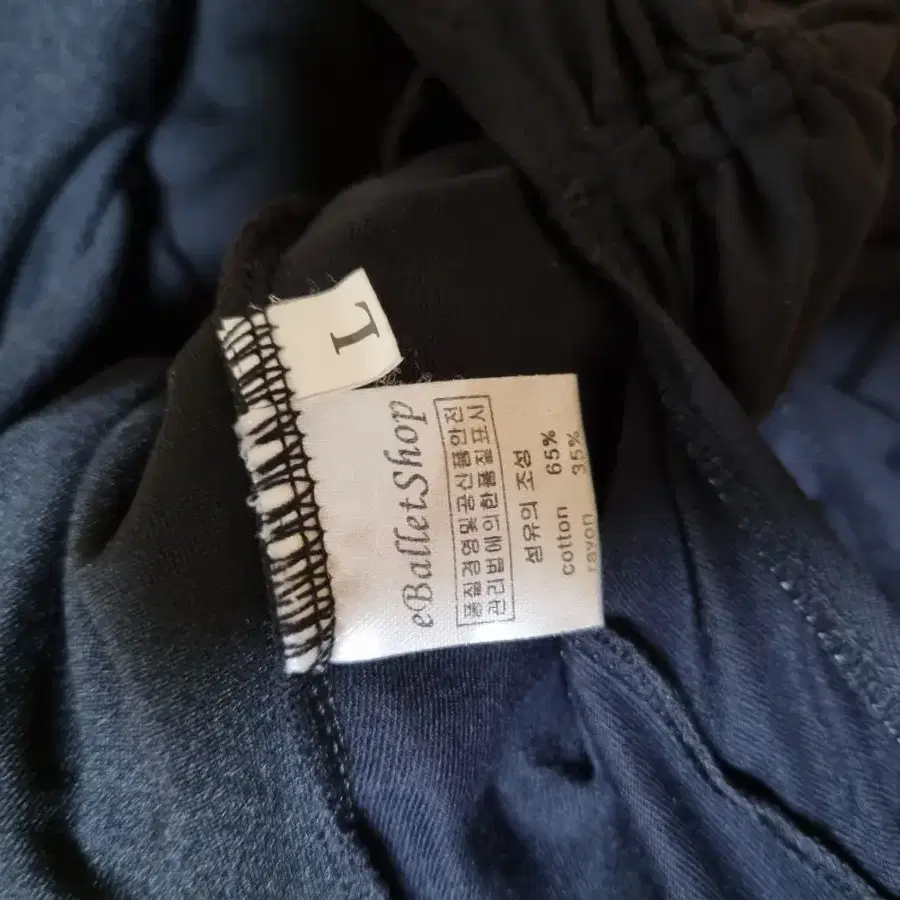 L
eBalletShop
품질경영및공산품안전
관리법에의한품질표시
섬유의 조성
cotton 65%
rayon 35%